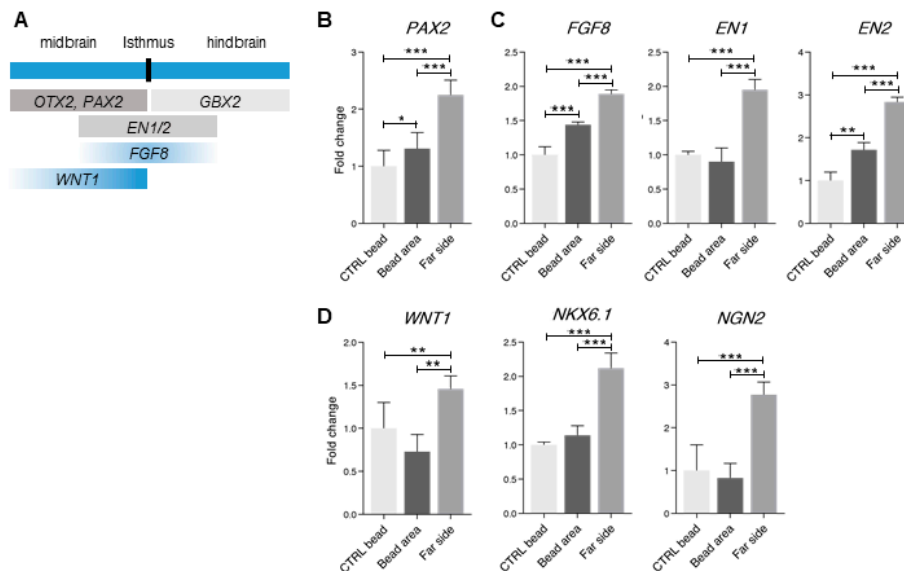 A
midbrain Isthmus hindbrain
OTX2, PAX2 GBX2
EN1/2
FGF8
WNT1
B
PAX2
Fold change
3
2
1
0
***
***
*
CTRL bead
Bead area
Far side
C
FGF8
2.5
2.0
1.5
1.0
0.5
0.0
***
***
***
CTRL bead
Bead area
Far side
EN1
2.5
2.0
1.5
1.0
0.5
0.0
***
***
CTRL bead
Bead area
Far side
EN2
4
3
2
1
0
***
***
**
CTRL bead
Bead area
Far side
D
WNT1
Fold change
2.0
1.5
1.0
0.5
0.0
**
**
CTRL bead
Bead area
Far side
NKX6.1
2.5
2.0
1.5
1.0
0.5
0.0
***
***
CTRL bead
Bead area
Far side
NGN2
4
3
2
1
0
***
***
CTRL bead
Bead area
Far side